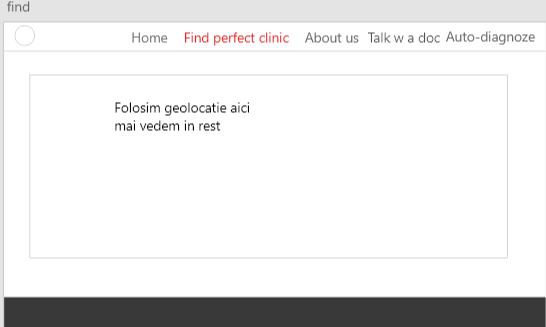 find
Home Find perfect clinic About us Talk w a doc Auto-diagnoze
Folosim geolocatie aici
mai vedem in rest